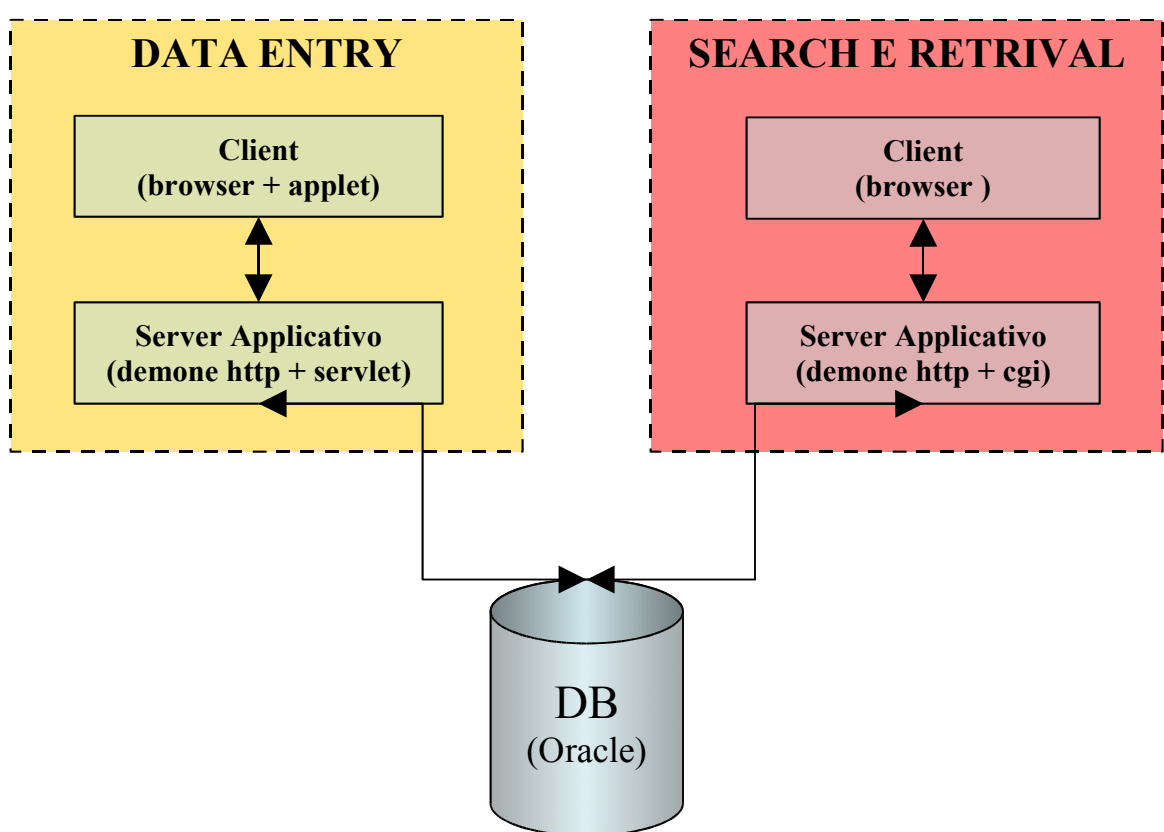 DATA ENTRY
Client
(browser + applet)
Server Applicativo
(demone http + servlet)
SEARCH E RETRIVAL
Client
(browser )
Server Applicativo
(demone http + cgi)
DB
(Oracle)